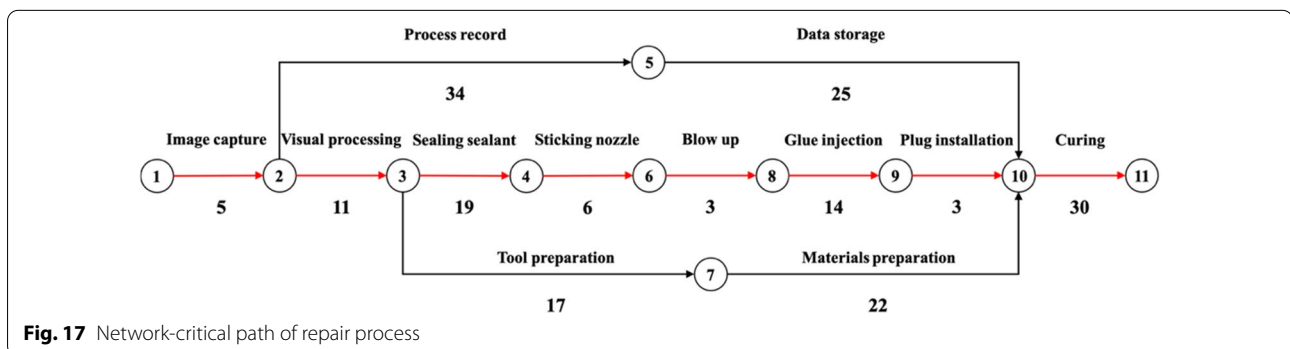 Process record Data storage
5
34 25
Image capture Visual processing Sealing sealant Sticking nozzle Blow up Glue injection Plug installation Curing
1 2 3 4 6 8 9 10 11
5 11 19 6 3 14 3 30
Tool preparation Materials preparation
7
17 22
Fig. 17 Network-critical path of repair process